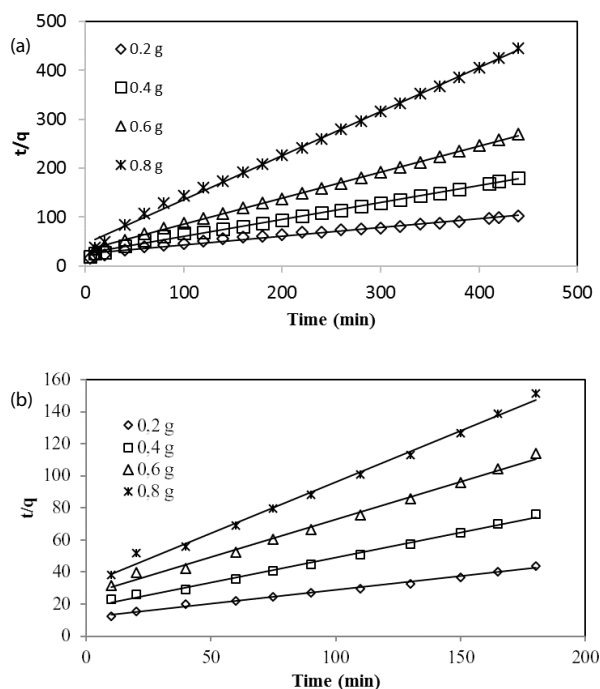 (a)
500
400
300
200
100
0
t/q
0.2 g
0.4 g
0.6 g
0.8 g
0 100 200 300 400 500
Time (min)
(b)
160
140
120
100
80
60
40
20
0
t/q
0.2 g
0.4 g
0.6 g
0.8 g
0 50 100 150 200
Time (min)